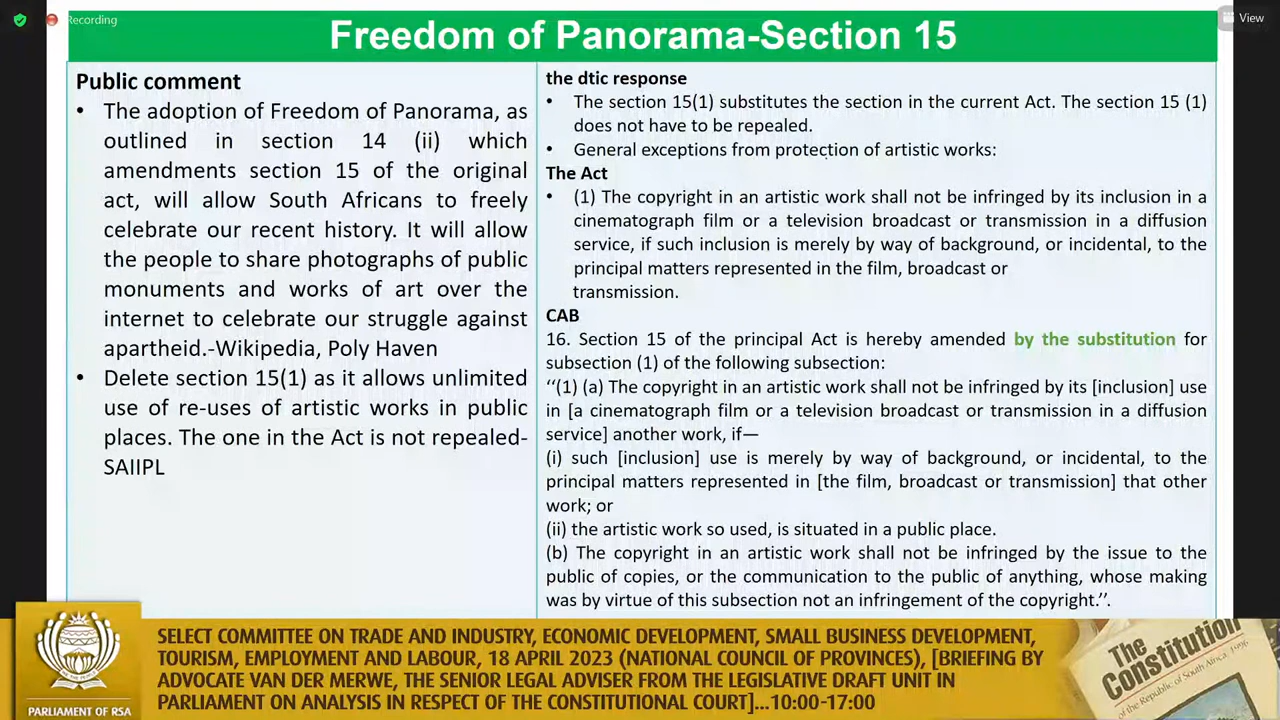 Recording
View
Freedom of Panorama-Section 15
Public comment
• The adoption of Freedom of Panorama, as
outlined in section 14 (ii) which
amendments section 15 of the original
act, will allow South Africans to freely
celebrate our recent history. It will allow
the people to share photographs of public
monuments and works of art over the
internet to celebrate our struggle against
apartheid.-Wikipedia, Poly Haven
• Delete section 15(1) as it allows unlimited
use of re-uses of artistic works in public
places. The one in the Act is not repealed-
SAIIPL
the dtic response
• The section 15(1) substitutes the section in the current Act. The section 15 (1)
does not have to be repealed.
• General exceptions from protection of artistic works:
The Act
• (1) The copyright in an artistic work shall not be infringed by its inclusion in a
cinematograph film or a television broadcast or transmission in a diffusion
service, if such inclusion is merely by way of background, or incidental, to the
principal matters represented in the film, broadcast or
transmission.
CAB
16. Section 15 of the principal Act is hereby amended by the substitution for
subsection (1) of the following subsection:
‘‘(1) (a) The copyright in an artistic work shall not be infringed by its [inclusion] use
in [a cinematograph film or a television broadcast or transmission in a diffusion
service] another work, if—
(i) such [inclusion] use is merely by way of background, or incidental, to the
principal matters represented in [the film, broadcast or transmission] that other
work; or
(ii) the artistic work so used, is situated in a public place.
(b) The copyright in an artistic work shall not be infringed by the issue to the
public of copies, or the communication to the public of anything, whose making
was by virtue of this subsection not an infringement of the copyright.’’.
SELECT COMMITTEE ON TRADE AND INDUSTRY, ECONOMIC DEVELOPMENT, SMALL BUSINESS DEVELOPMENT,
TOURISM, EMPLOYMENT AND LABOUR, 18 APRIL 2023 (NATIONAL COUNCIL OF PROVINCES), [BRIEFING BY
ADVOCATE VAN DER MERWE, THE SENIOR LEGAL ADVISER FROM THE LEGISLATIVE DRAFT UNIT IN
PARLIAMENT ON ANALYSIS IN RESPECT OF THE CONSTITUTIONAL COURT]...10:00-17:00
PARLIAMENT OF RSA
The
Constitution
of the Republic of South Africa, 1996